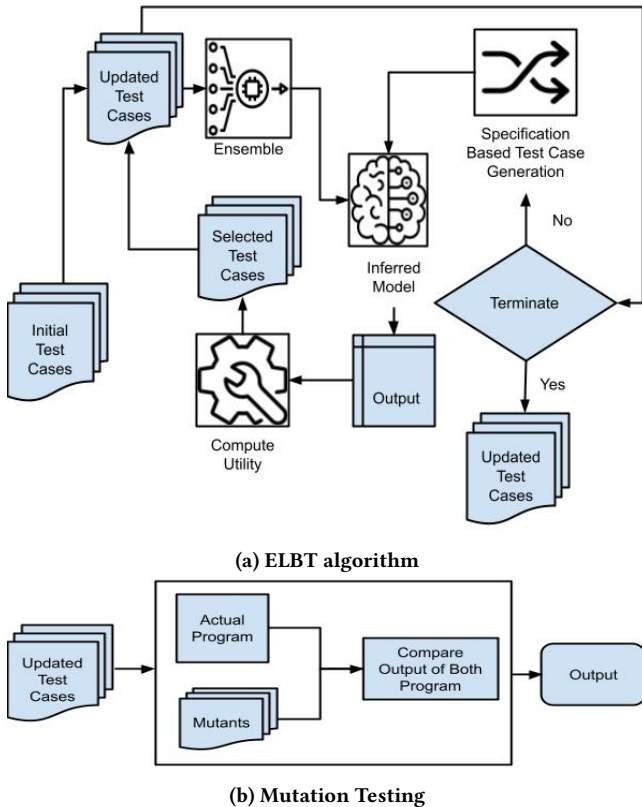 Updated
Test
Cases
Ensemble
Specification
Based Test Case
Generation
No
Selected
Test
Cases
Inferred
Model
Terminate
Initial
Test
Cases
Output
Yes
Compute
Utility
Updated
Test
Cases
(a) ELBT algorithm
Actual
Program
Updated
Test
Cases
Compare
Output of Both
Program
Output
Mutants
(b) Mutation Testing